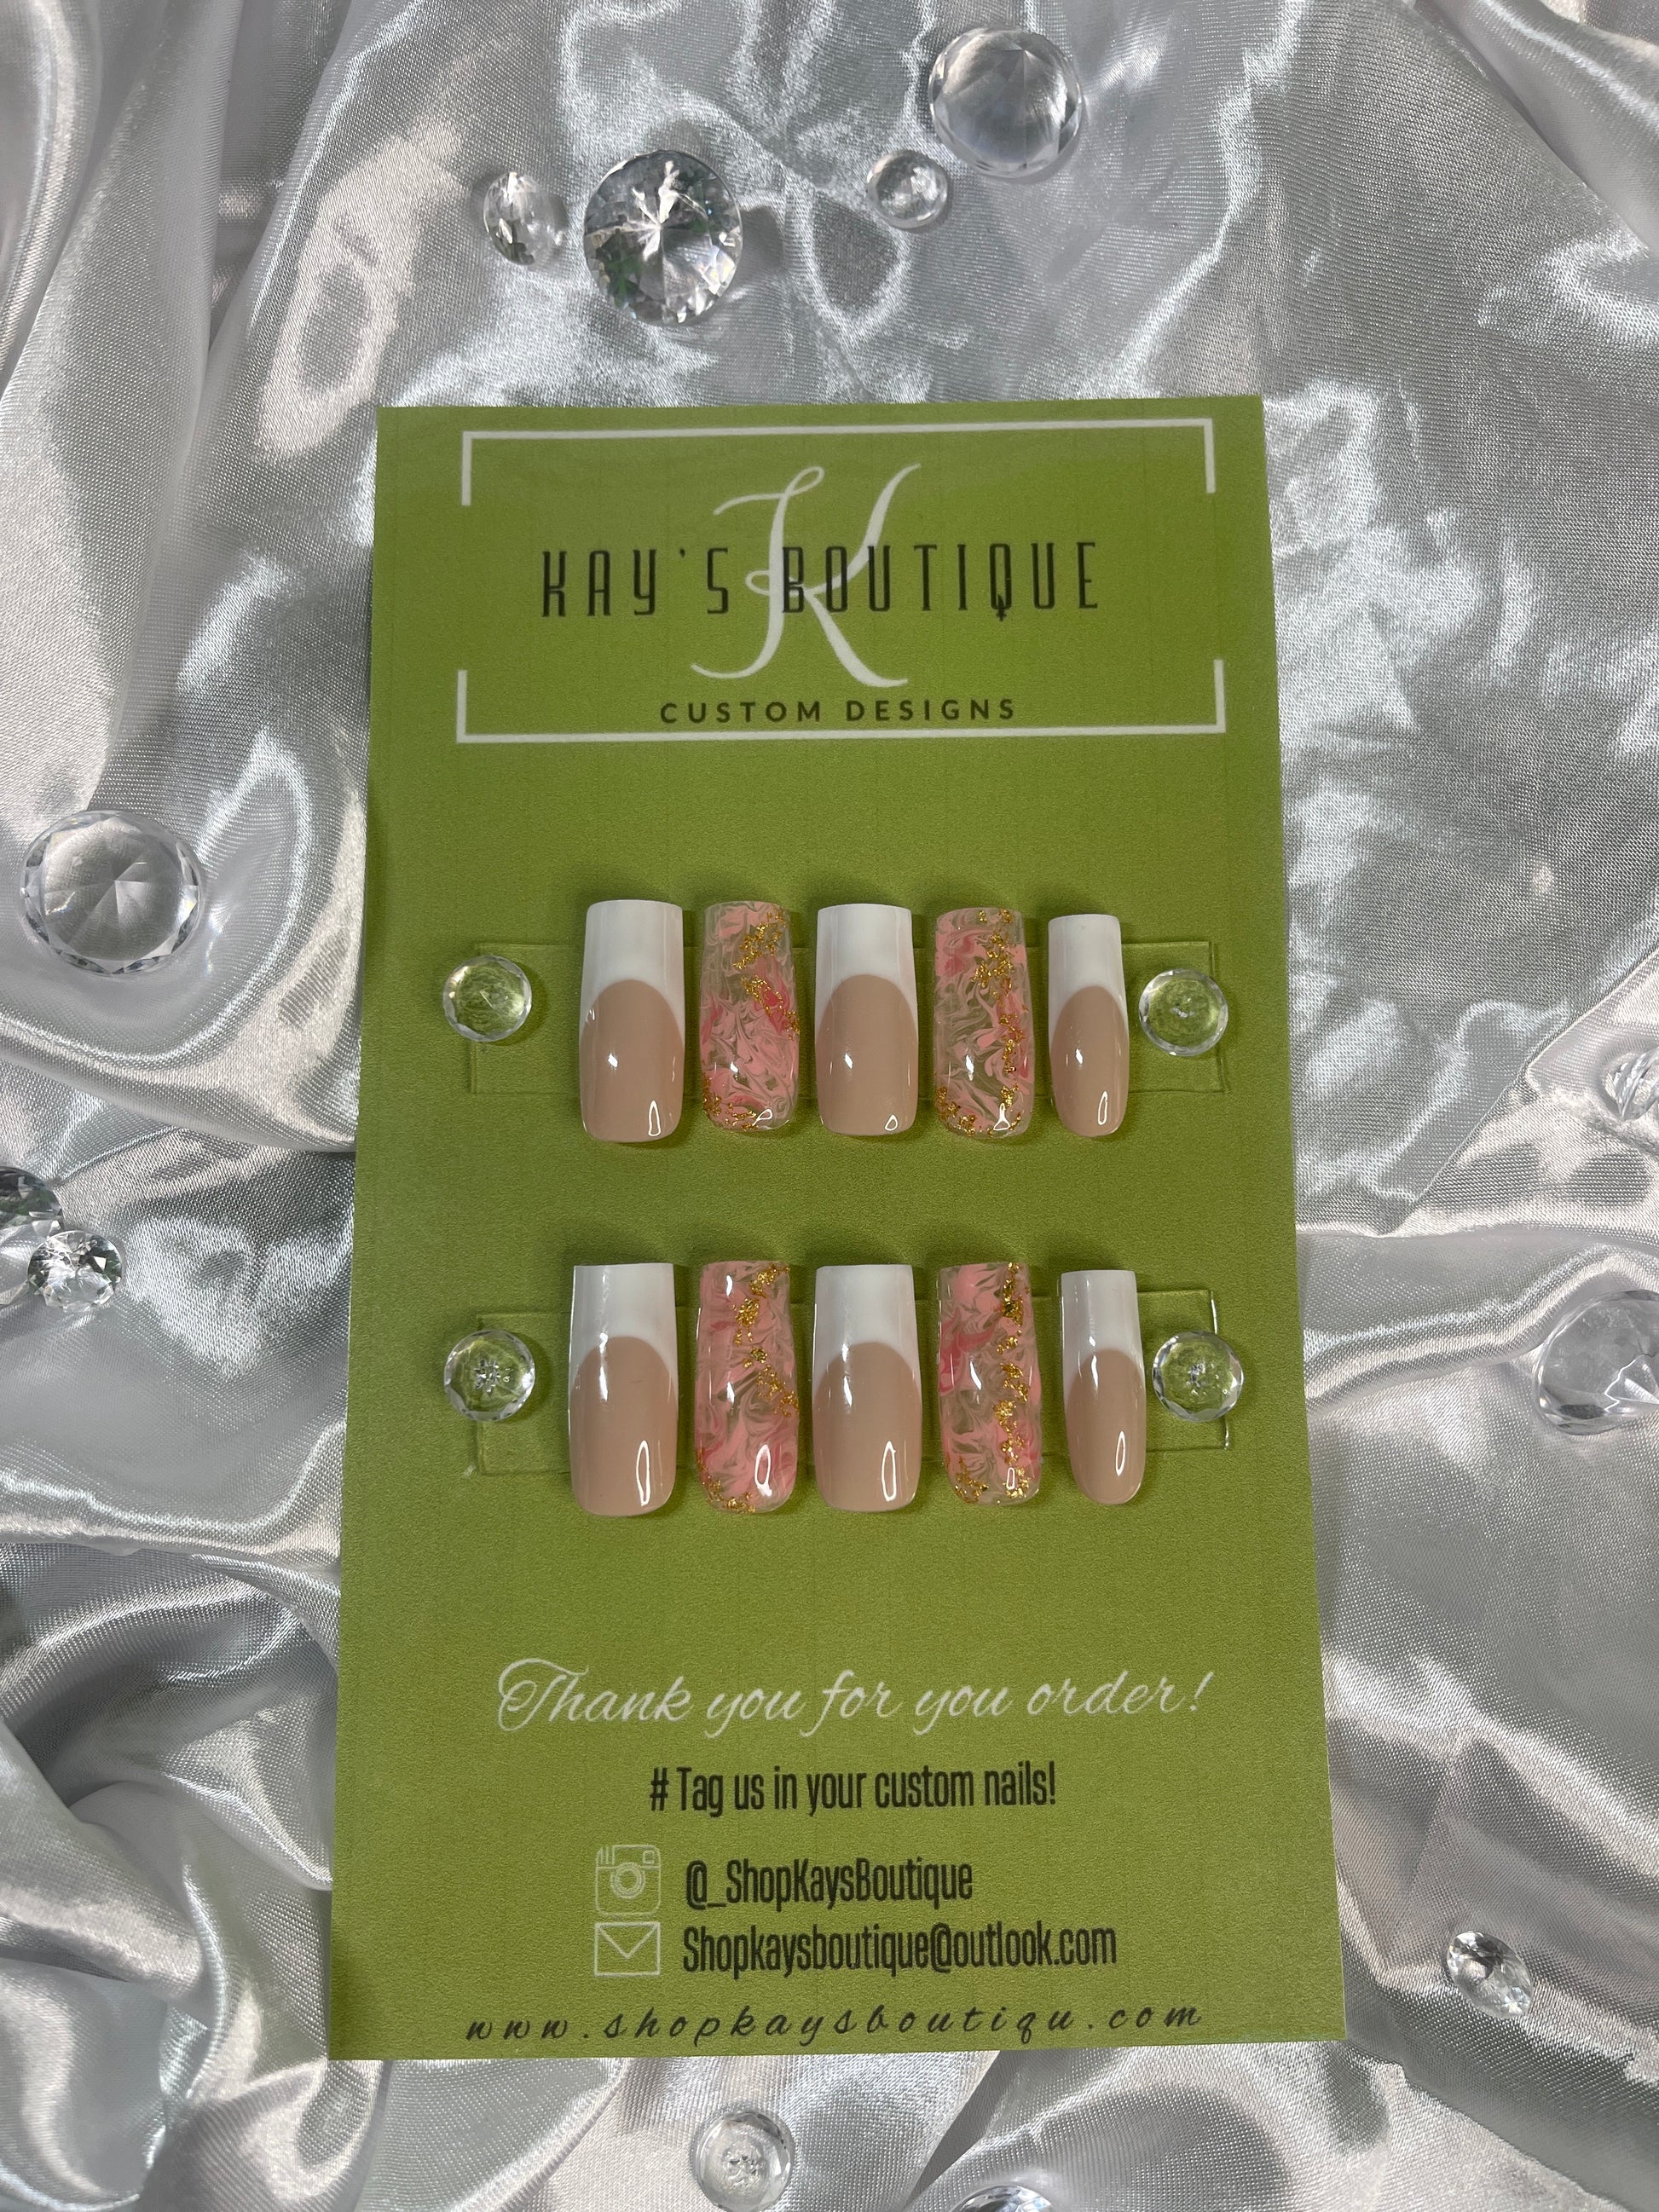 K
KAY'S BOUTIQUE
CUSTOM DESIGNS
Thank you for you order!
# Tag us in your custom nails!
@_ShopKaysBoutique
Shopkaysboutique@outlook.com
www.shopkaysboutiqu.com